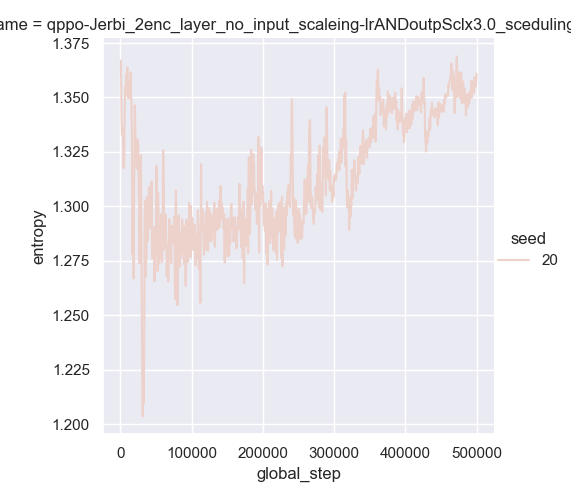 ame = qppo-Jerbi_2enc_layer_no_input_scaleing-lrANDoutpSclx3.0_sceduling
1.375
1.350
1.325
1.300
1.275
1.250
1.225
1.200
entropy
0 100000 200000 300000 400000 500000
global_step
seed
20